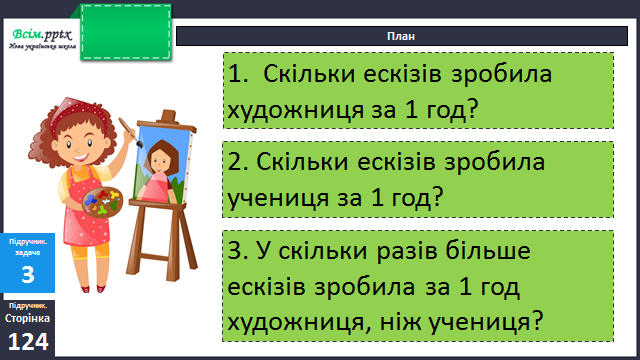 Всім.pptx
Нова українська школа
План
1. Скільки ескізів зробила
художниця за 1 год?
2. Скільки ескізів зробила
учениця за 1 год?
3. У скільки разів більше
ескізів зробила за 1 год
художниця, ніж учениця?
Підручник.
задача
3
Підручник.
Сторінка
124